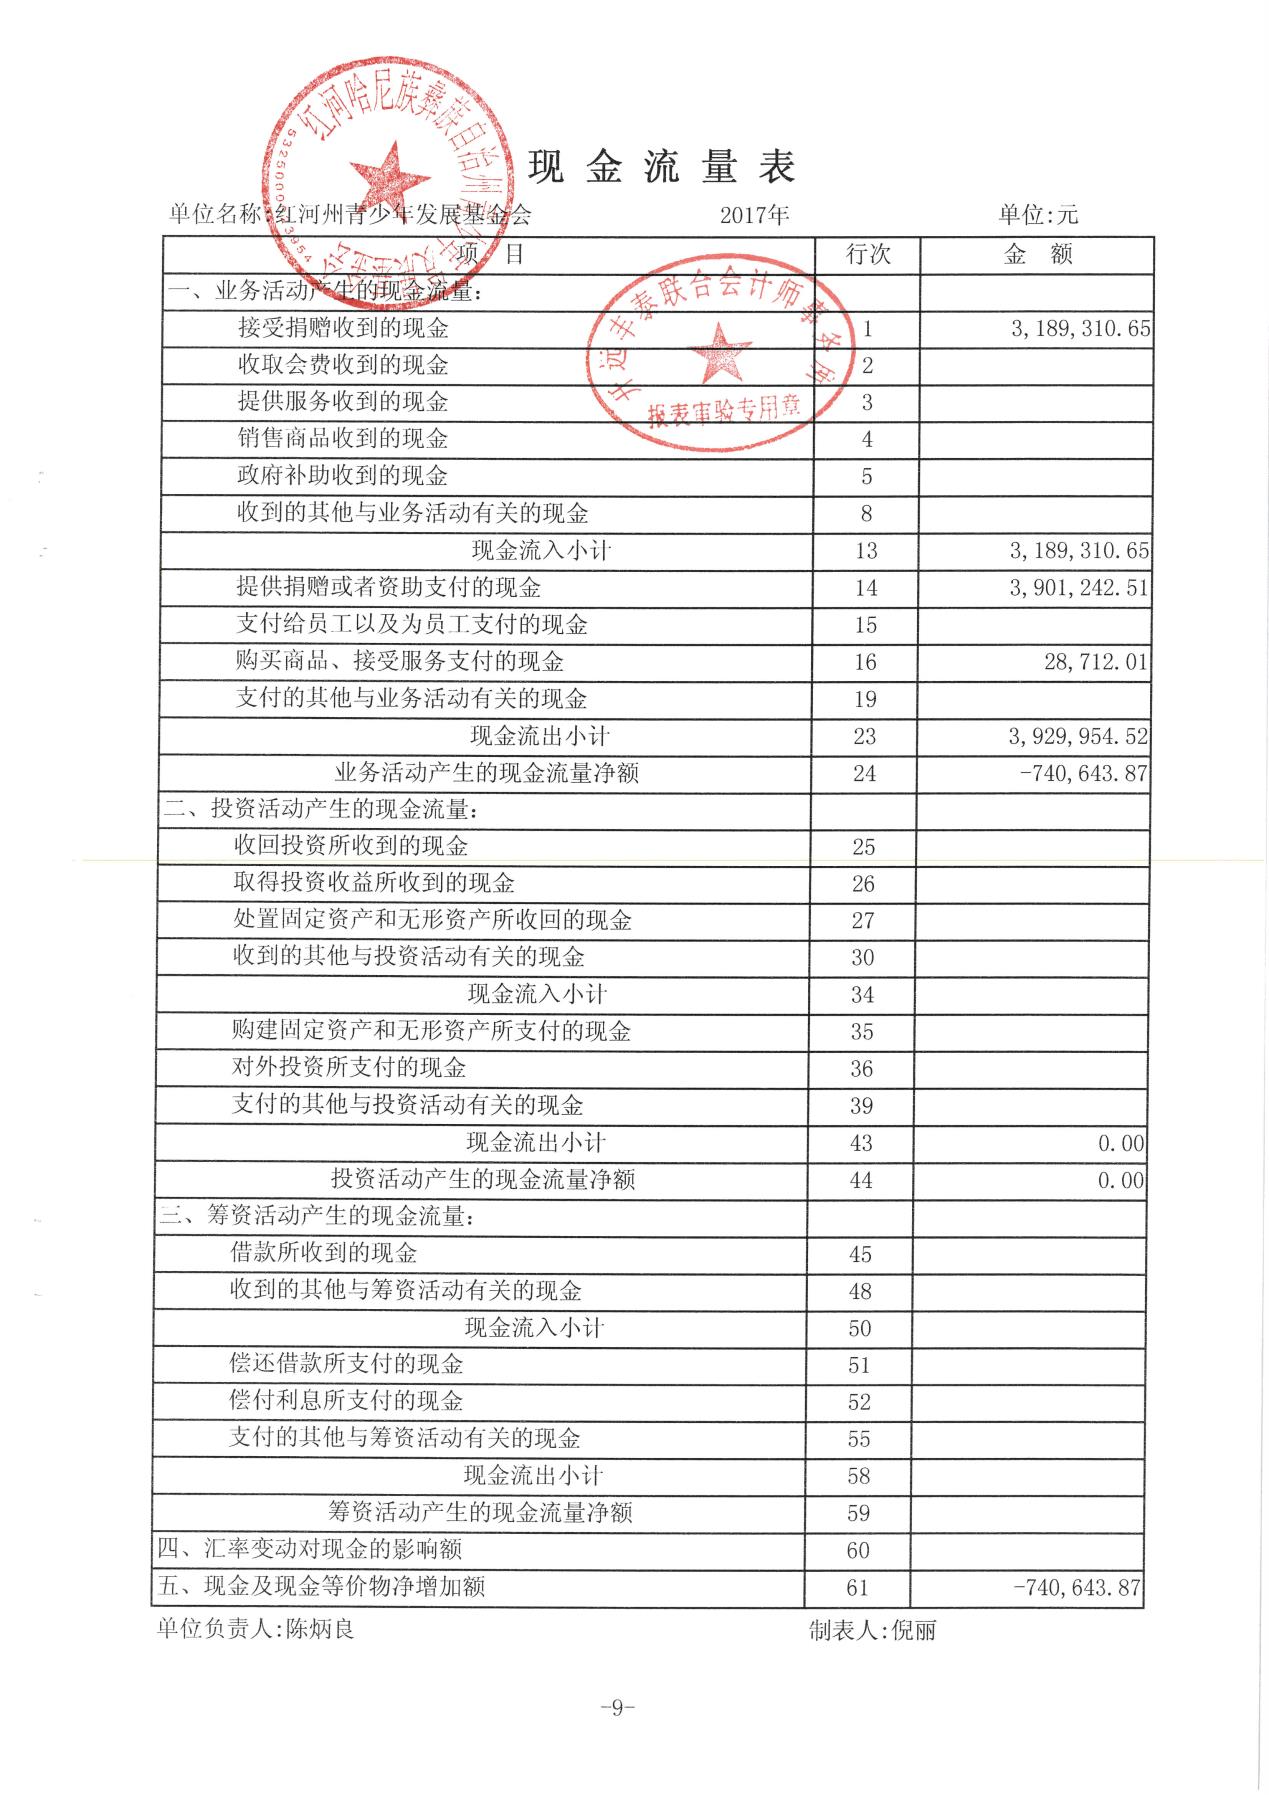 现金流量表
单位名称:红河州青少年发展基金会 2017年 单位:元
项 目 行次 金 额
一、业务活动产生的现金流量:
接受捐赠收到的现金 1 3,189,310.65
收取会费收到的现金 2
提供服务收到的现金 3
销售商品收到的现金 4
政府补助收到的现金 5
收到的其他与业务活动有关的现金 8
现金流入小计 13 3,189,310.65
提供捐赠或者资助支付的现金 14 3,901,242.51
支付给员工以及为员工支付的现金 15
购买商品、接受服务支付的现金 16 28,712.01
支付的其他与业务活动有关的现金 19
现金流出小计 23 3,929,954.52
业务活动产生的现金流量净额 24 -740,643.87
二、投资活动产生的现金流量:
收回投资所收到的现金 25
取得投资收益所收到的现金 26
处置固定资产和无形资产所收回的现金 27
收到的其他与投资活动有关的现金 30
现金流入小计 34
购建固定资产和无形资产所支付的现金 35
对外投资所支付的现金 36
支付的其他与投资活动有关的现金 39
现金流出小计 43 0.00
投资活动产生的现金流量净额 44 0.00
三、筹资活动产生的现金流量:
借款所收到的现金 45
收到的其他与筹资活动有关的现金 48
现金流入小计 50
偿还借款所支付的现金 51
偿付利息所支付的现金 52
支付的其他与筹资活动有关的现金 55
现金流出小计 58
筹资活动产生的现金流量净额 59
四、汇率变动对现金的影响额 60
五、现金及现金等价物净增加额 61 -740,643.87
单位负责人:陈炳良 制表人:倪丽
-9-
红河哈尼族彝族自治州青少年发展基金会
开远丰泰联合会计师事务所
报表审验专用章